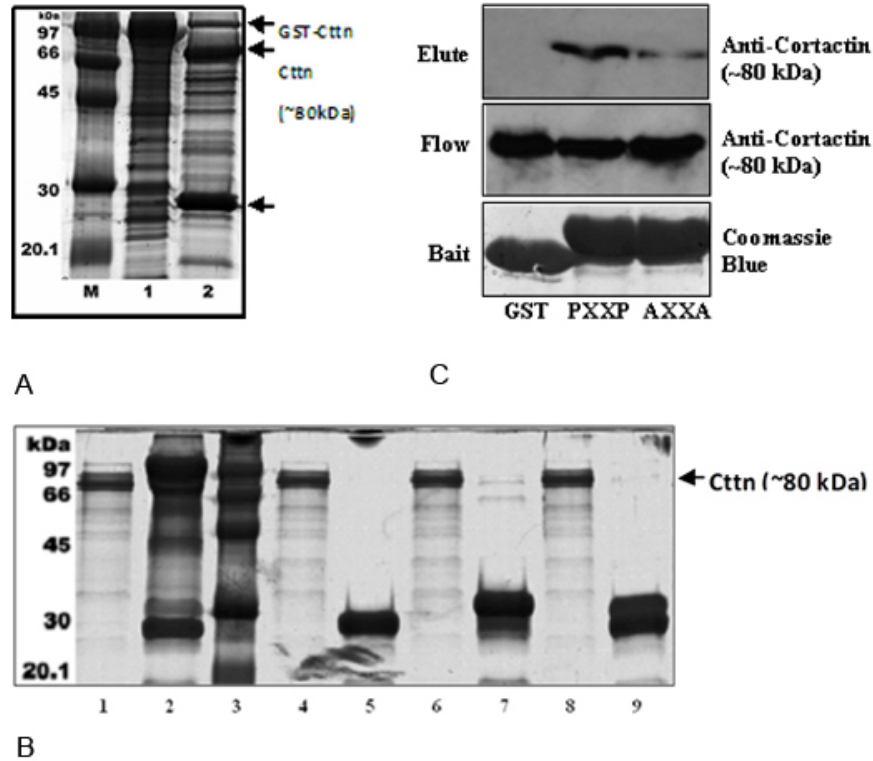 kDa
97
66
45
30
20.1
M 1 2
GST-Cttn
Cttn
(~80kDa)
A
Elute
Anti-Cortactin
(~80 kDa)
Flow
Anti-Cortactin
(~80 kDa)
Bait
Coomassie
Blue
GST PXXP AXXA
C
kDa
97
66
45
30
20.1
Cttn (~80 kDa)
1 2 3 4 5 6 7 8 9
B